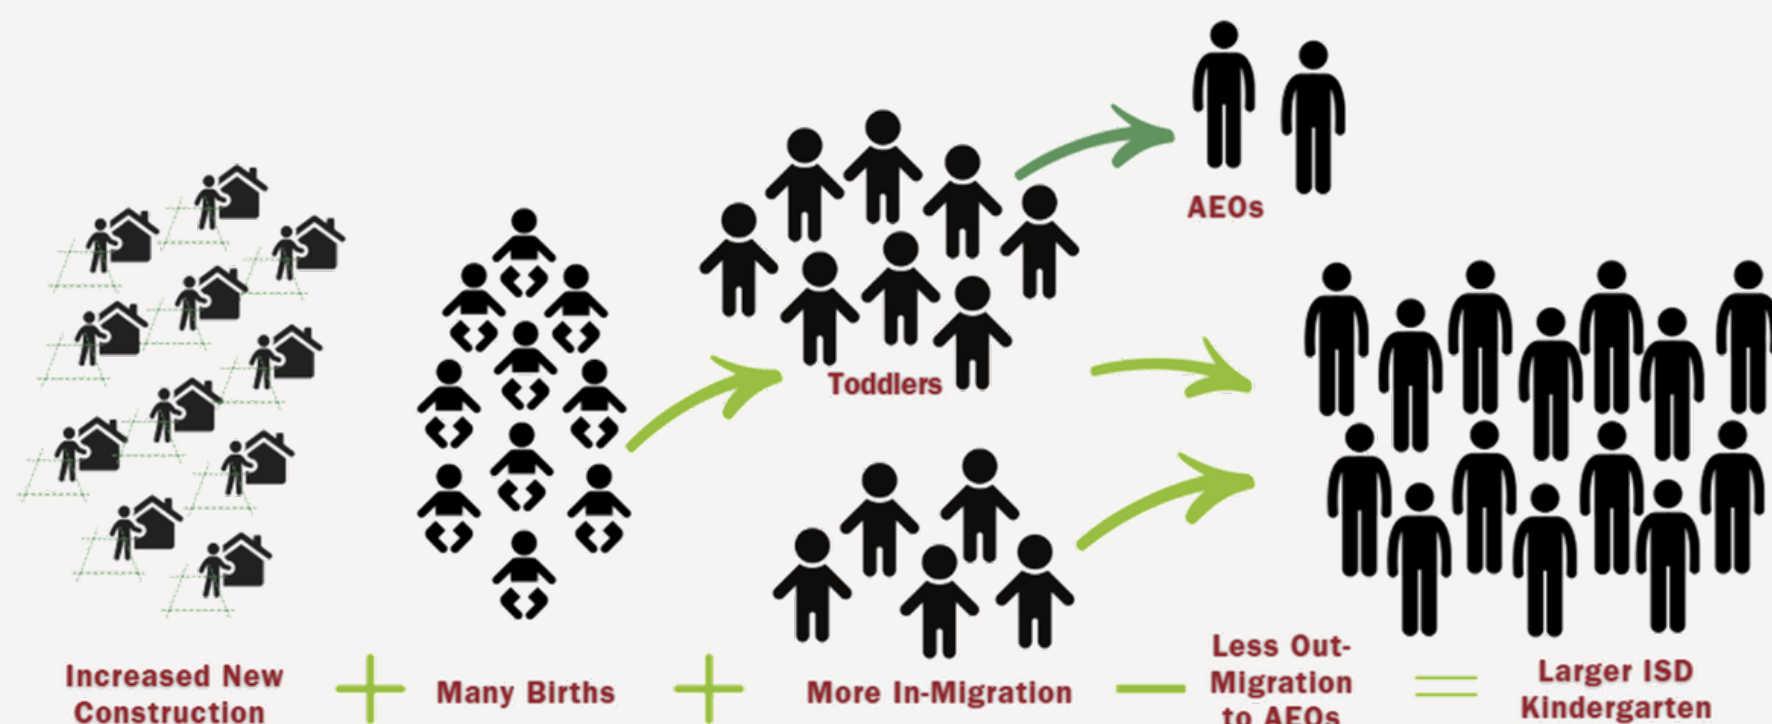 AEOs
Toddlers
Increased New
Construction
+
Many Births
+
More In-Migration
—
Less Out-
Migration
to AEOs
=
Larger ISD
Kindergarten